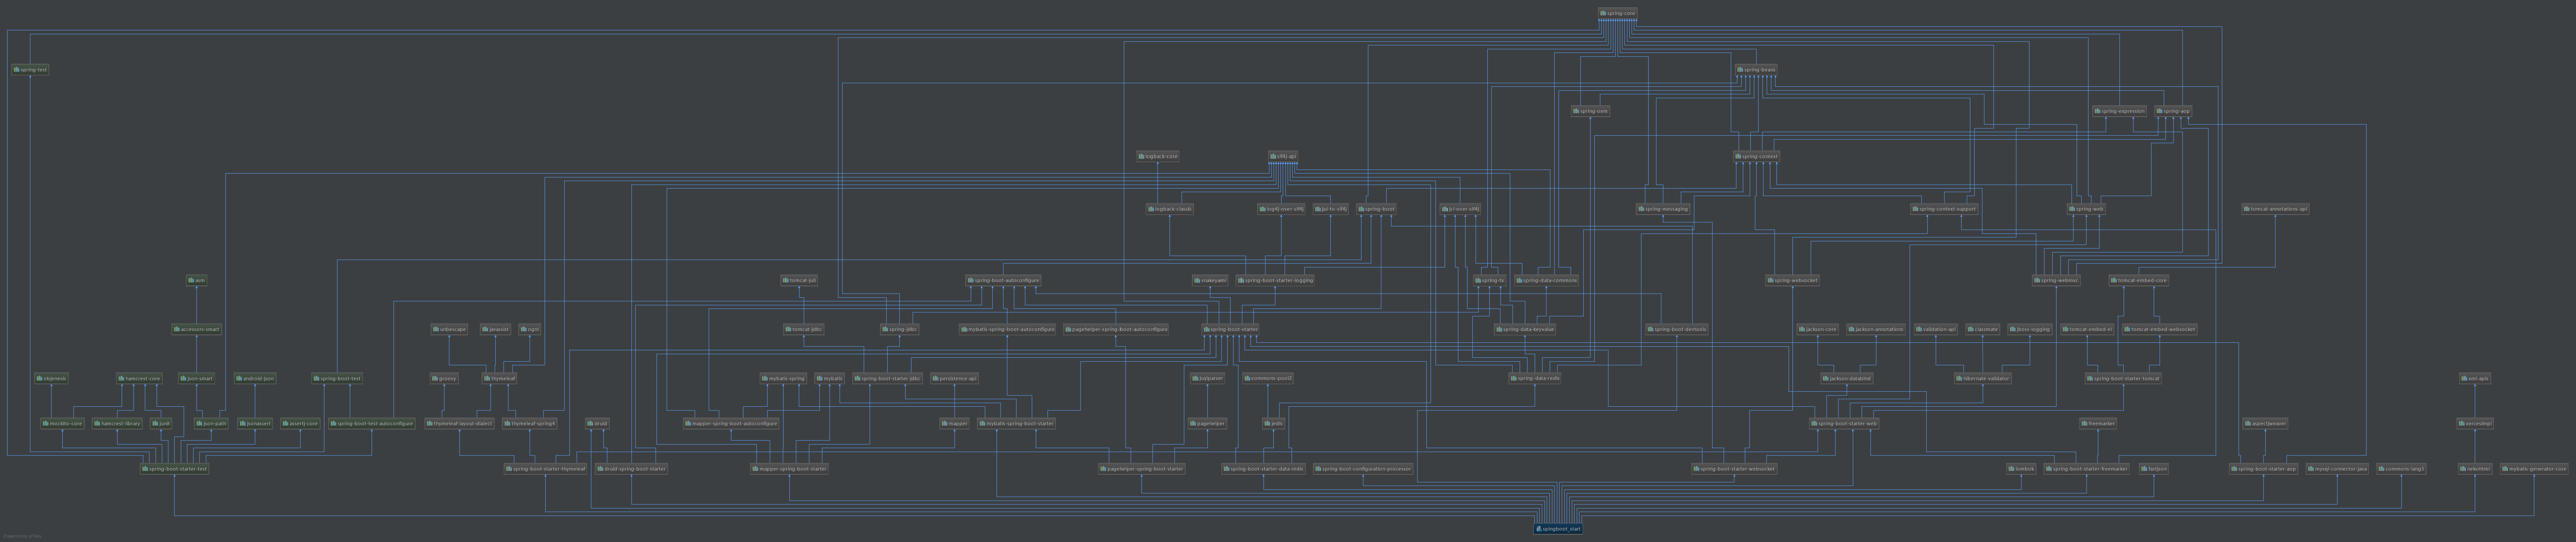 spring-core
spring-test
spring-beans
spring-oxm
spring-expression
spring-aop
logback-core
slf4j-api
spring-context
logback-classic
log4j-over-slf4j
jul-to-slf4j
spring-boot
jcl-over-slf4j
spring-messaging
spring-context-support
spring-web
tomcat-annotations-api
asm
tomcat-juli
spring-boot-autoconfigure
snakeyaml
spring-boot-starter-logging
spring-tx
spring-data-commons
spring-websocket
spring-webmvc
tomcat-embed-core
accessors-smart
unbescape
javassist
ognl
tomcat-jdbc
spring-jdbc
mybatis-spring-boot-autoconfigure
pagehelper-spring-boot-autoconfigure
spring-boot-starter
spring-data-keyvalue
spring-boot-devtools
jackson-core
jackson-annotations
validation-api
classmate
jboss-logging
tomcat-embed-el
tomcat-embed-websocket
objenesis
hamcrest-core
json-smart
android-json
spring-boot-test
groovy
thymeleaf
mybatis-spring
mybatis
spring-boot-starter-jdbc
persistence-api
jsqlparser
commons-pool2
spring-data-redis
jackson-databind
hibernate-validator
spring-boot-starter-tomcat
xml-apis
mockito-core
hamcrest-library
junit
json-path
jsonassert
assertj-core
spring-boot-test-autoconfigure
thymeleaf-layout-dialect
thymeleaf-spring4
druid
mapper-spring-boot-autoconfigure
mapper
mybatis-spring-boot-starter
pagehelper
jedis
spring-boot-starter-web
freemarker
aspectjweaver
xercesImpl
spring-boot-starter-test
spring-boot-starter-thymeleaf
druid-spring-boot-starter
mapper-spring-boot-starter
pagehelper-spring-boot-starter
spring-boot-starter-data-redis
spring-boot-configuration-processor
spring-boot-starter-websocket
lombok
spring-boot-starter-freemarker
fastjson
spring-boot-starter-aop
mysql-connector-java
commons-lang3
nekohtml
mybatis-generator-core
spingboot_start
Powered by yFiles